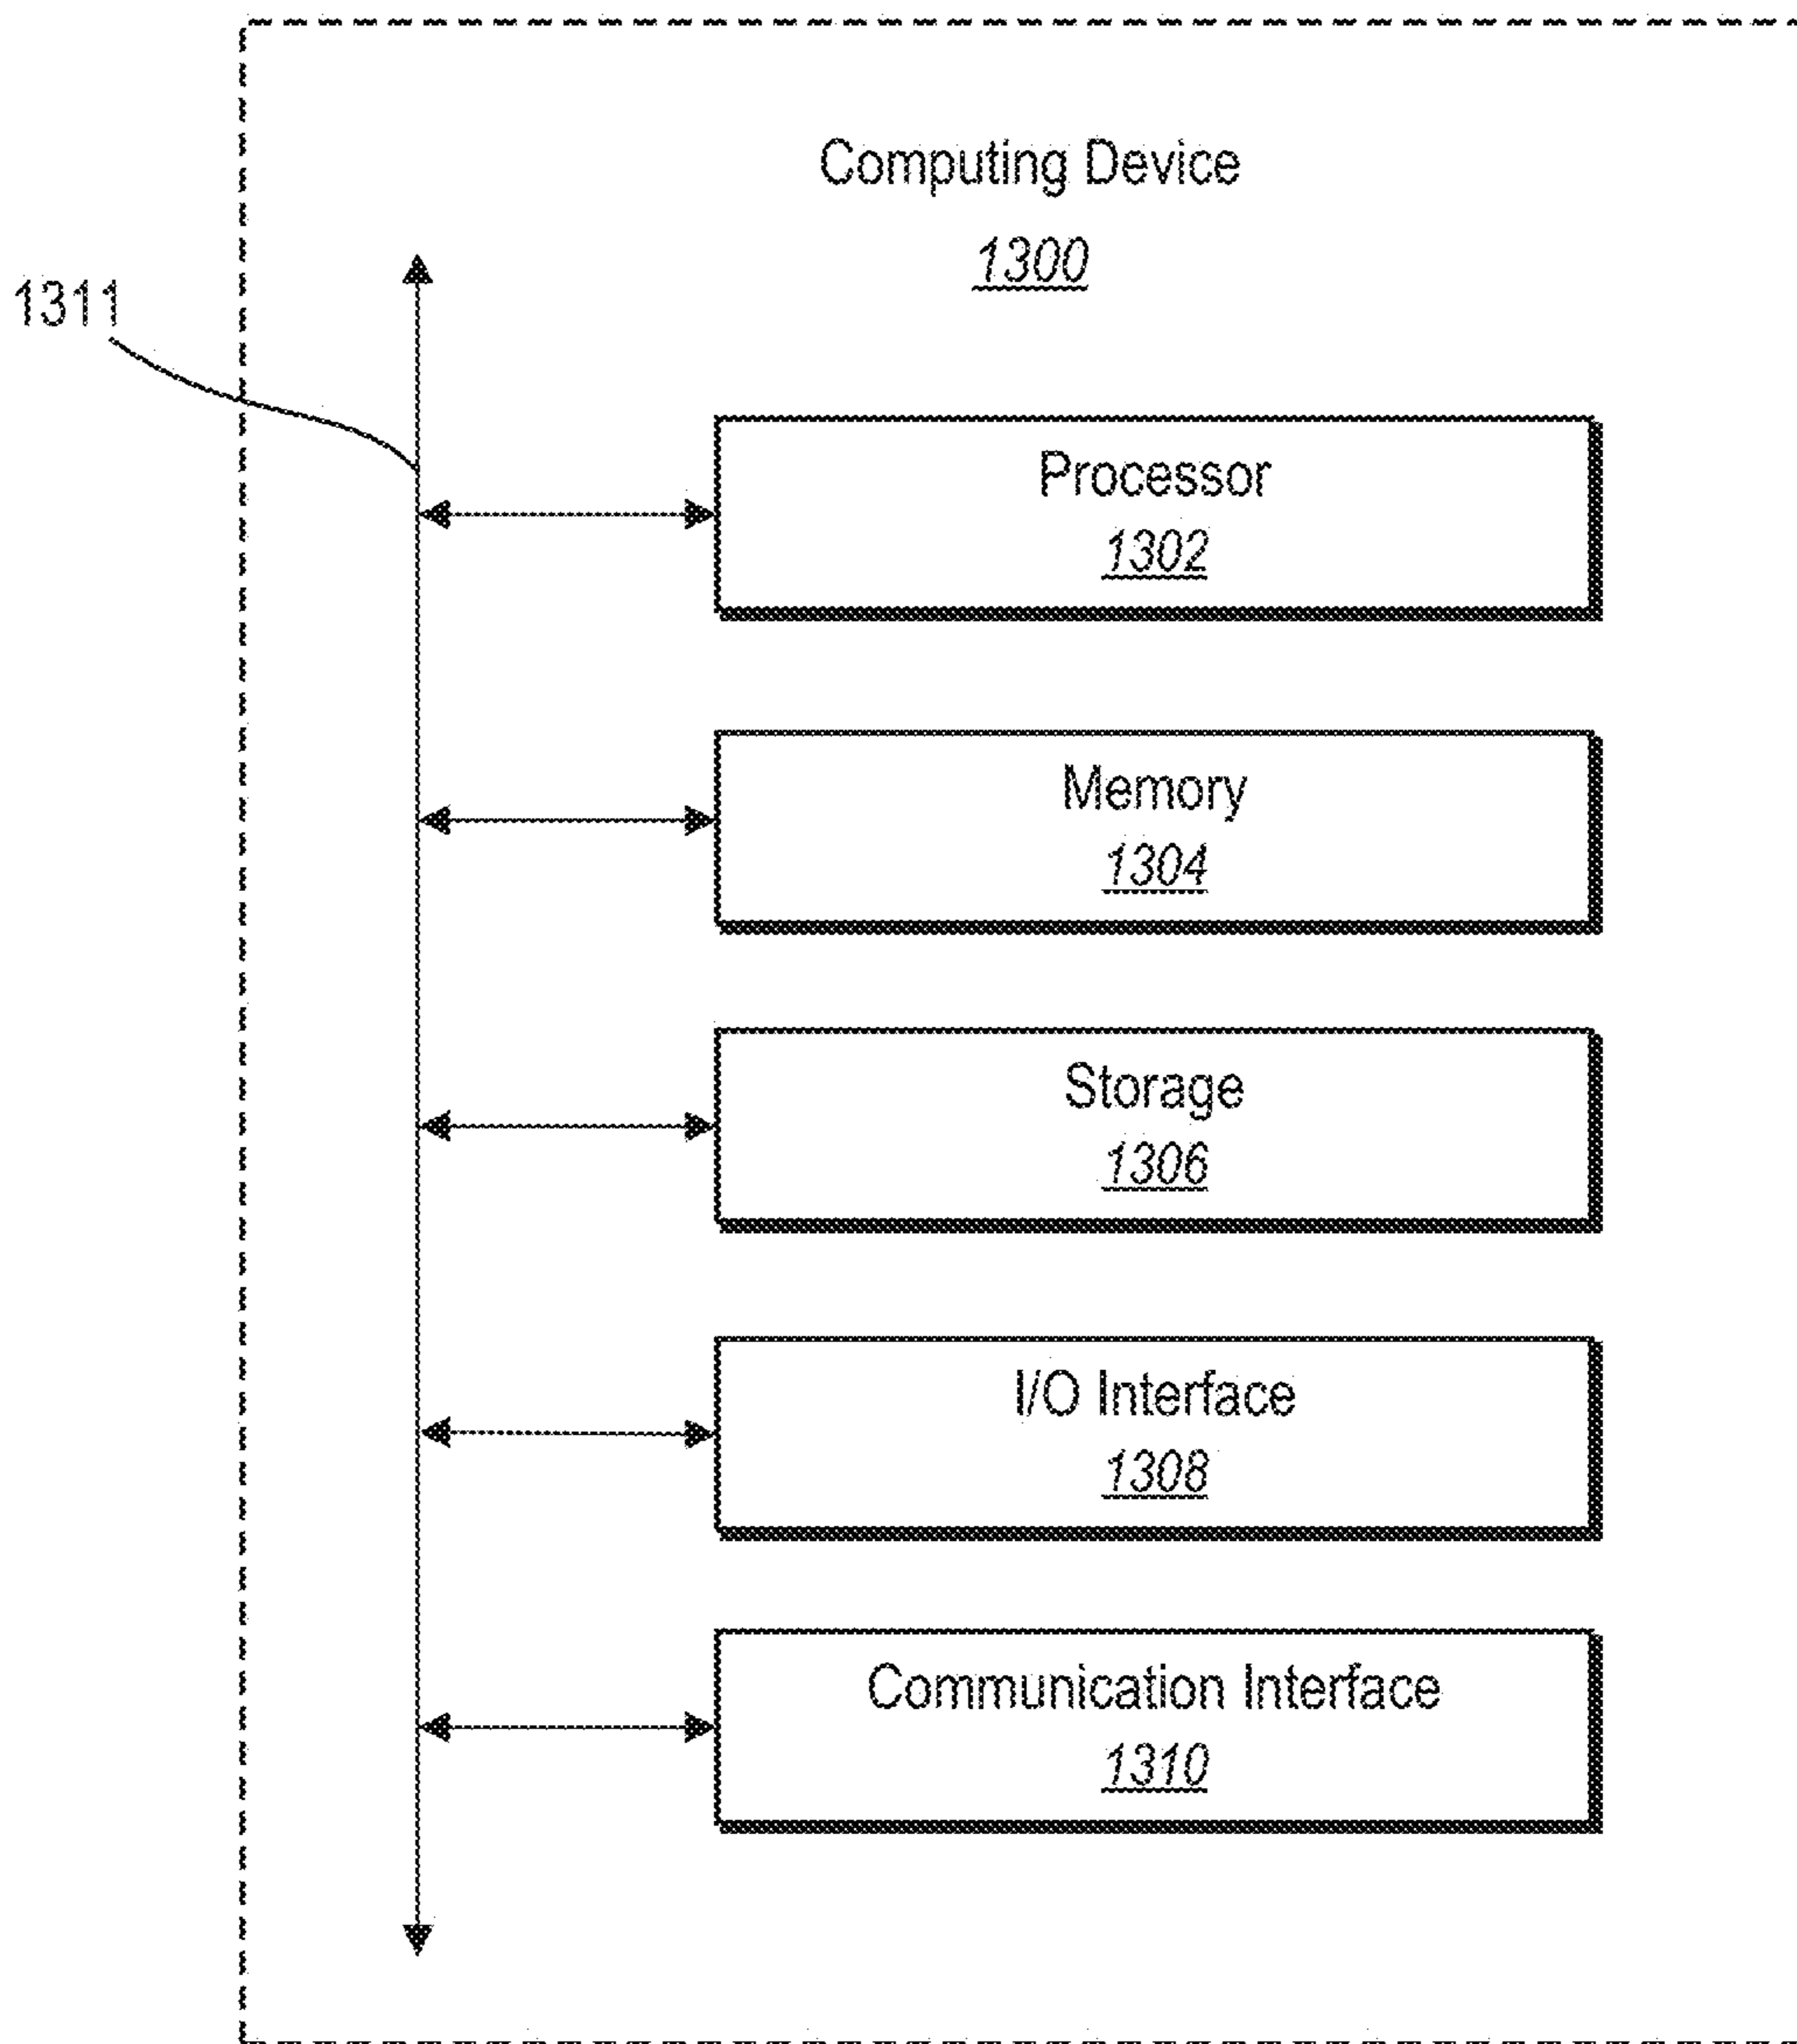 Computing Device
1300
1311
Processor
1302
Memory
1304
Storage
1306
I/O Interface
1308
Communication Interface
1310